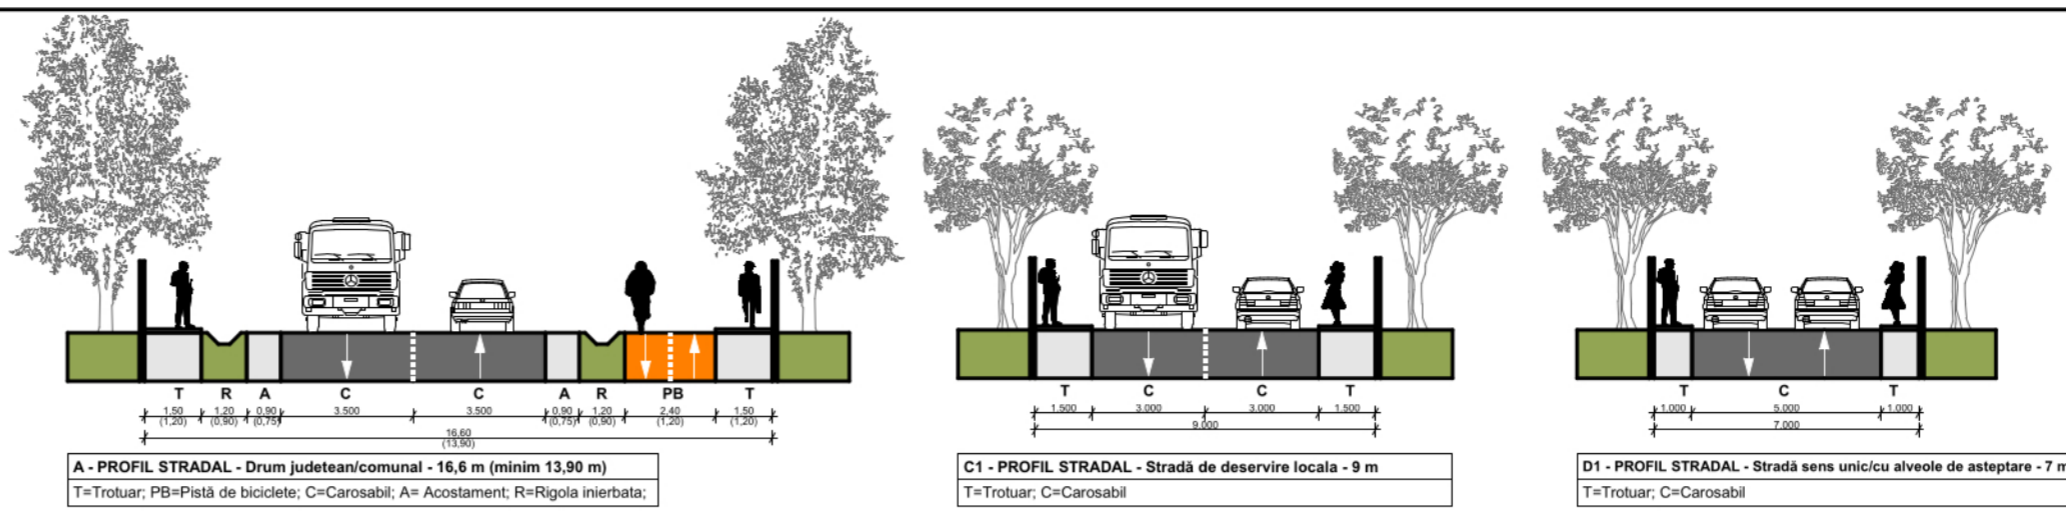 T R A C C A R PB T
1,50 1,20 0,90 3.500 3.500 0,90 1,20 2,40 1,50
(1,20) (0,90) (0,75) (0,75) (0,90) (1,20) (1,20)
16,60
(13,90)
A - PROFIL STRADAL - Drum judetean/comunal - 16,6 m (minim 13,90 m)
T=Trotuar; PB=Pistă de biciclete; C=Carosabil; A= Acostament; R=Rigola inierbata;
T C C T
1.500 3.000 3.000 1.500
9.000
C1 - PROFIL STRADAL - Stradă de deservire locala - 9 m
T=Trotuar; C=Carosabil
T C T
1.000 5.000 1.000
7.000
D1 - PROFIL STRADAL - Stradă sens unic/cu alveole de asteptare - 7 m
T=Trotuar; C=Carosabil